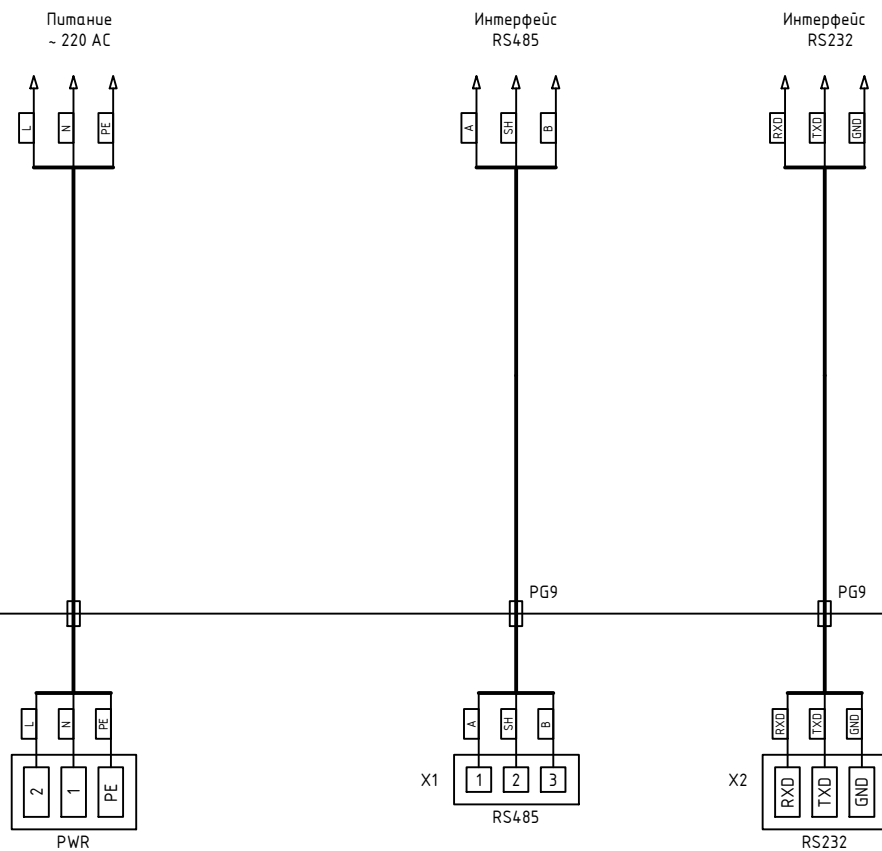 Питание
~ 220 AC
Интерфейс
RS485
Интерфейс
RS232
L
N
PE
A
SH
B
RXD
TXD
GND
PG9
PG9
L
N
PE
A
SH
B
RXD
TXD
GND
2
1
PE
X1
1
2
3
X2
RXD
TXD
GND
PWR
RS485
RS232